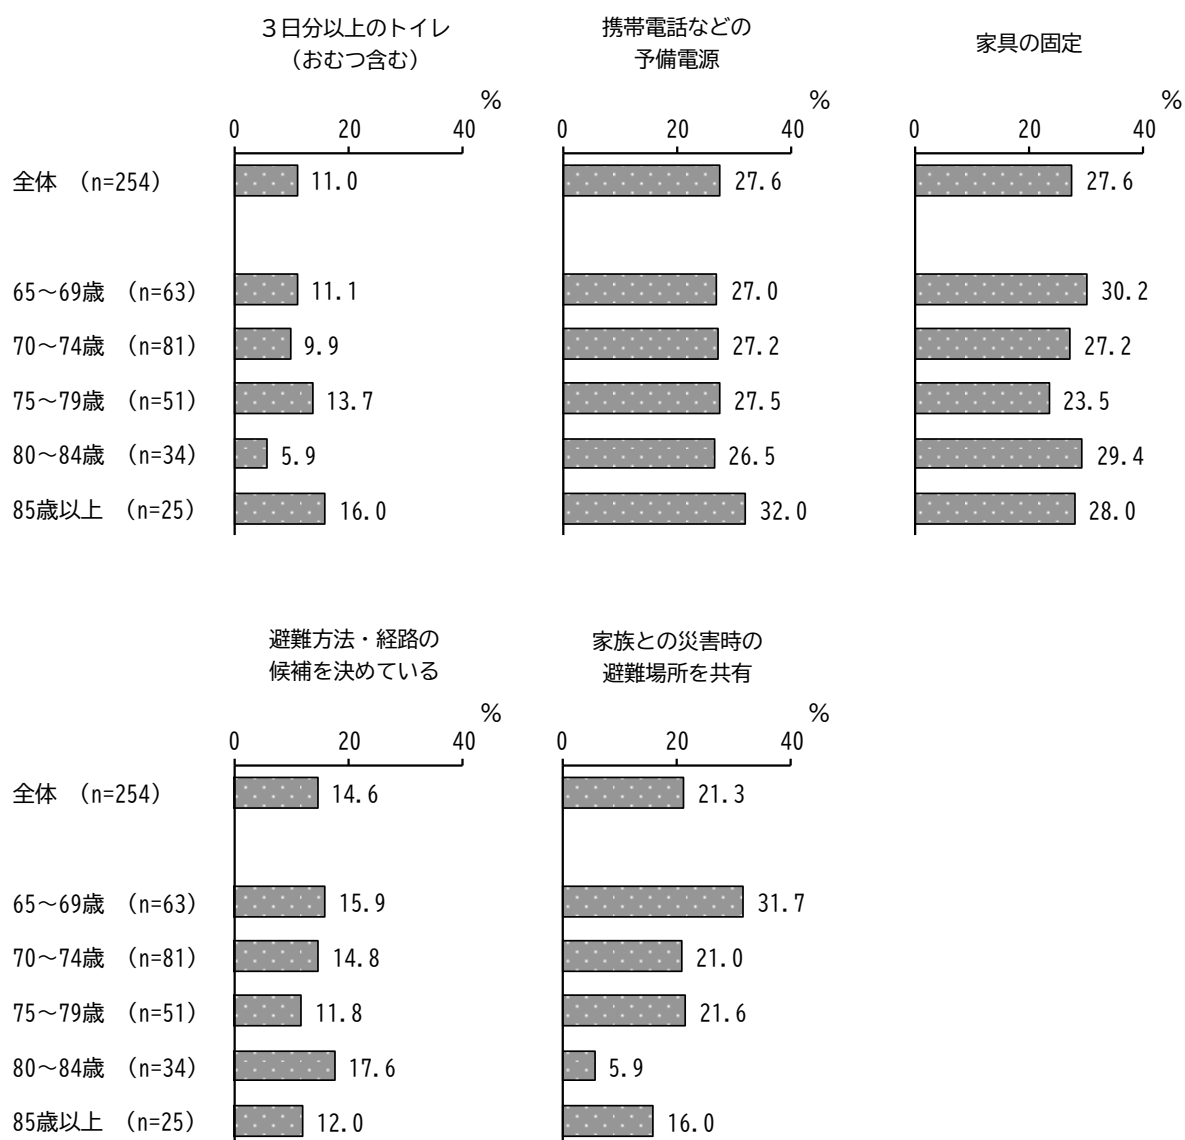 ３日分以上のトイレ
（おむつ含む）
携帯電話などの
予備電源
家具の固定
%
%
%
0 20 40
0 20 40
0 20 40
全体 （n=254） 11.0 27.6 27.6
65～69歳 （n=63） 11.1 27.0 30.2
70～74歳 （n=81） 9.9 27.2 27.2
75～79歳 （n=51） 13.7 27.5 23.5
80～84歳 （n=34） 5.9 26.5 29.4
85歳以上 （n=25） 16.0 32.0 28.0
避難方法・経路の
候補を決めている
家族との災害時の
避難場所を共有
%
%
0 20 40
0 20 40
全体 （n=254） 14.6 21.3
65～69歳 （n=63） 15.9 31.7
70～74歳 （n=81） 14.8 21.0
75～79歳 （n=51） 11.8 21.6
80～84歳 （n=34） 17.6 5.9
85歳以上 （n=25） 12.0 16.0